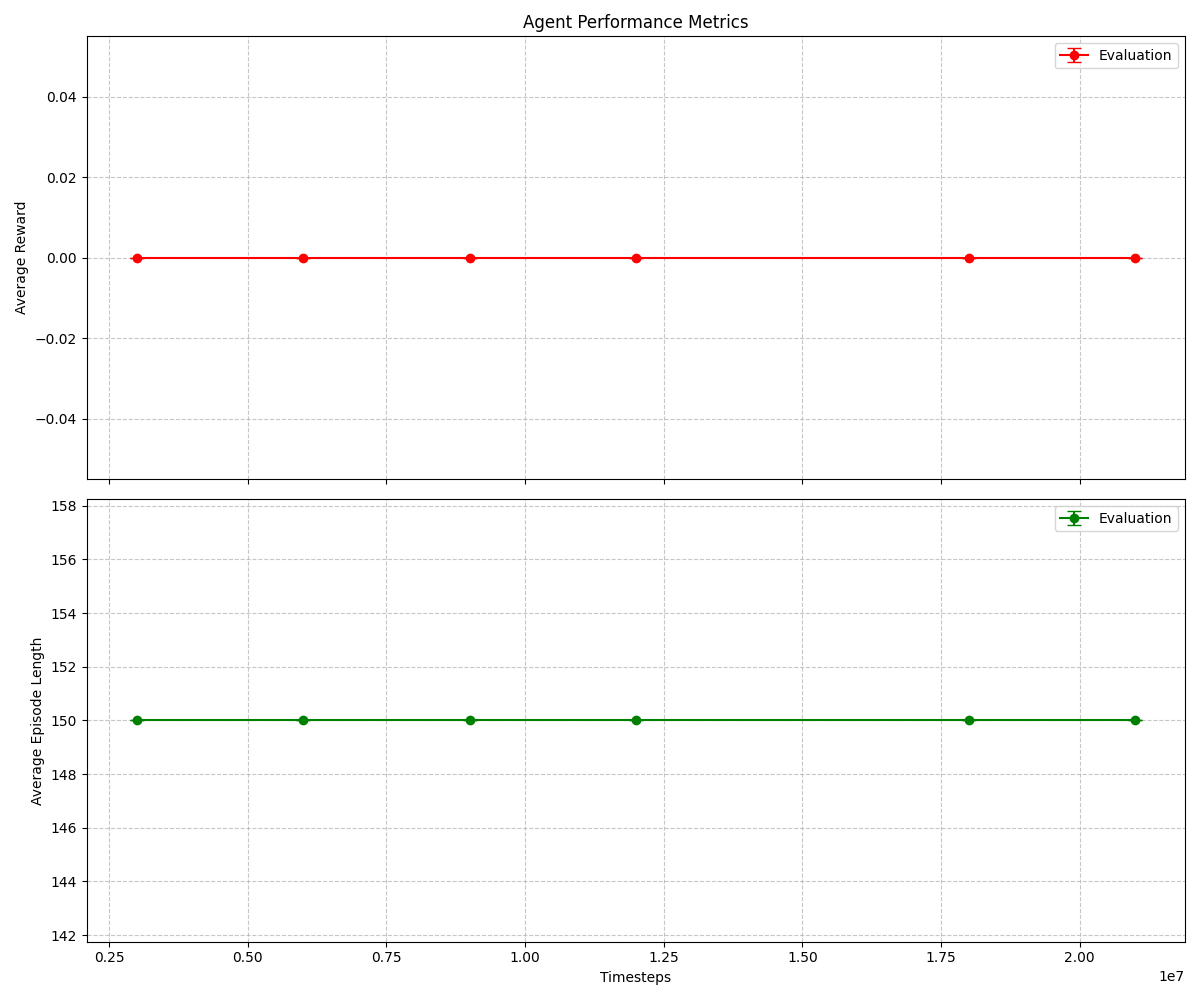 Agent Performance Metrics
Evaluation
0.04
0.02
0.00
−0.02
−0.04
Average Reward
Evaluation
158
156
154
152
150
148
146
144
142
Average Episode Length
0.25 0.50 0.75 1.00 1.25 1.50 1.75 2.00
1e7
Timesteps